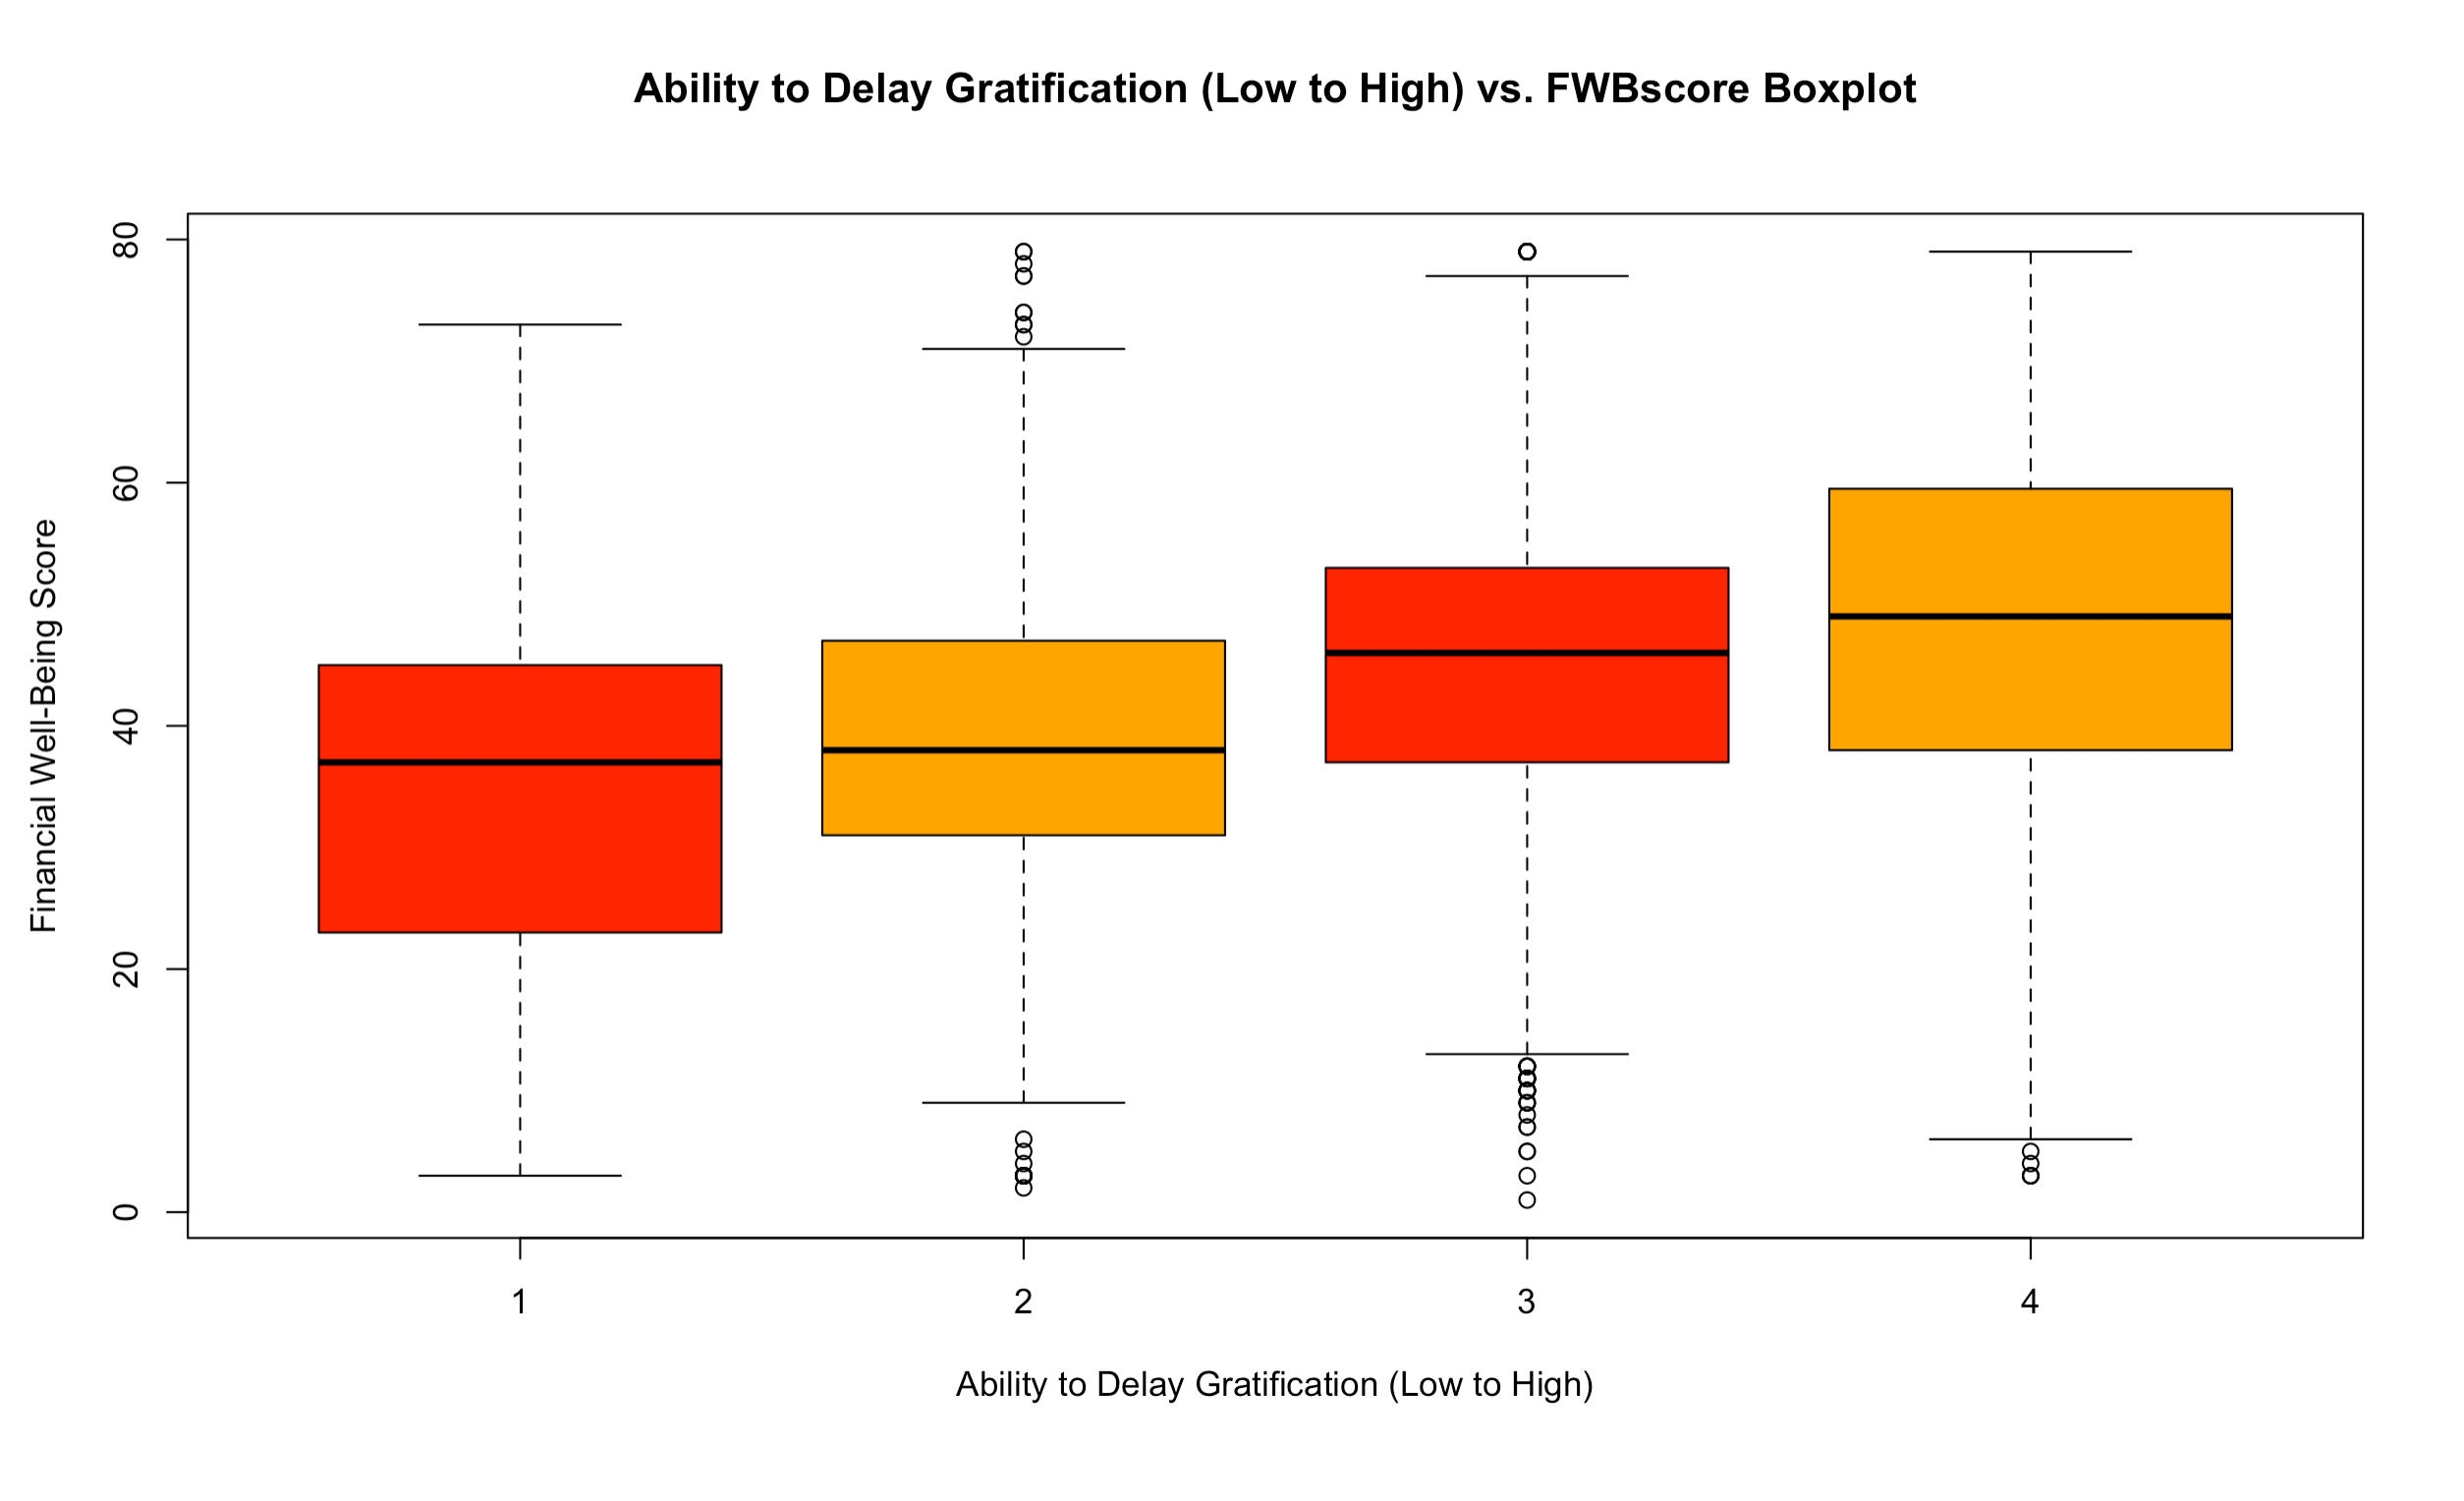 Ability to Delay Gratification (Low to High) vs. FWBscore Boxplot
Financial Well-Being Score
80
60
40
20
0
1 2 3 4
Ability to Delay Gratification (Low to High)